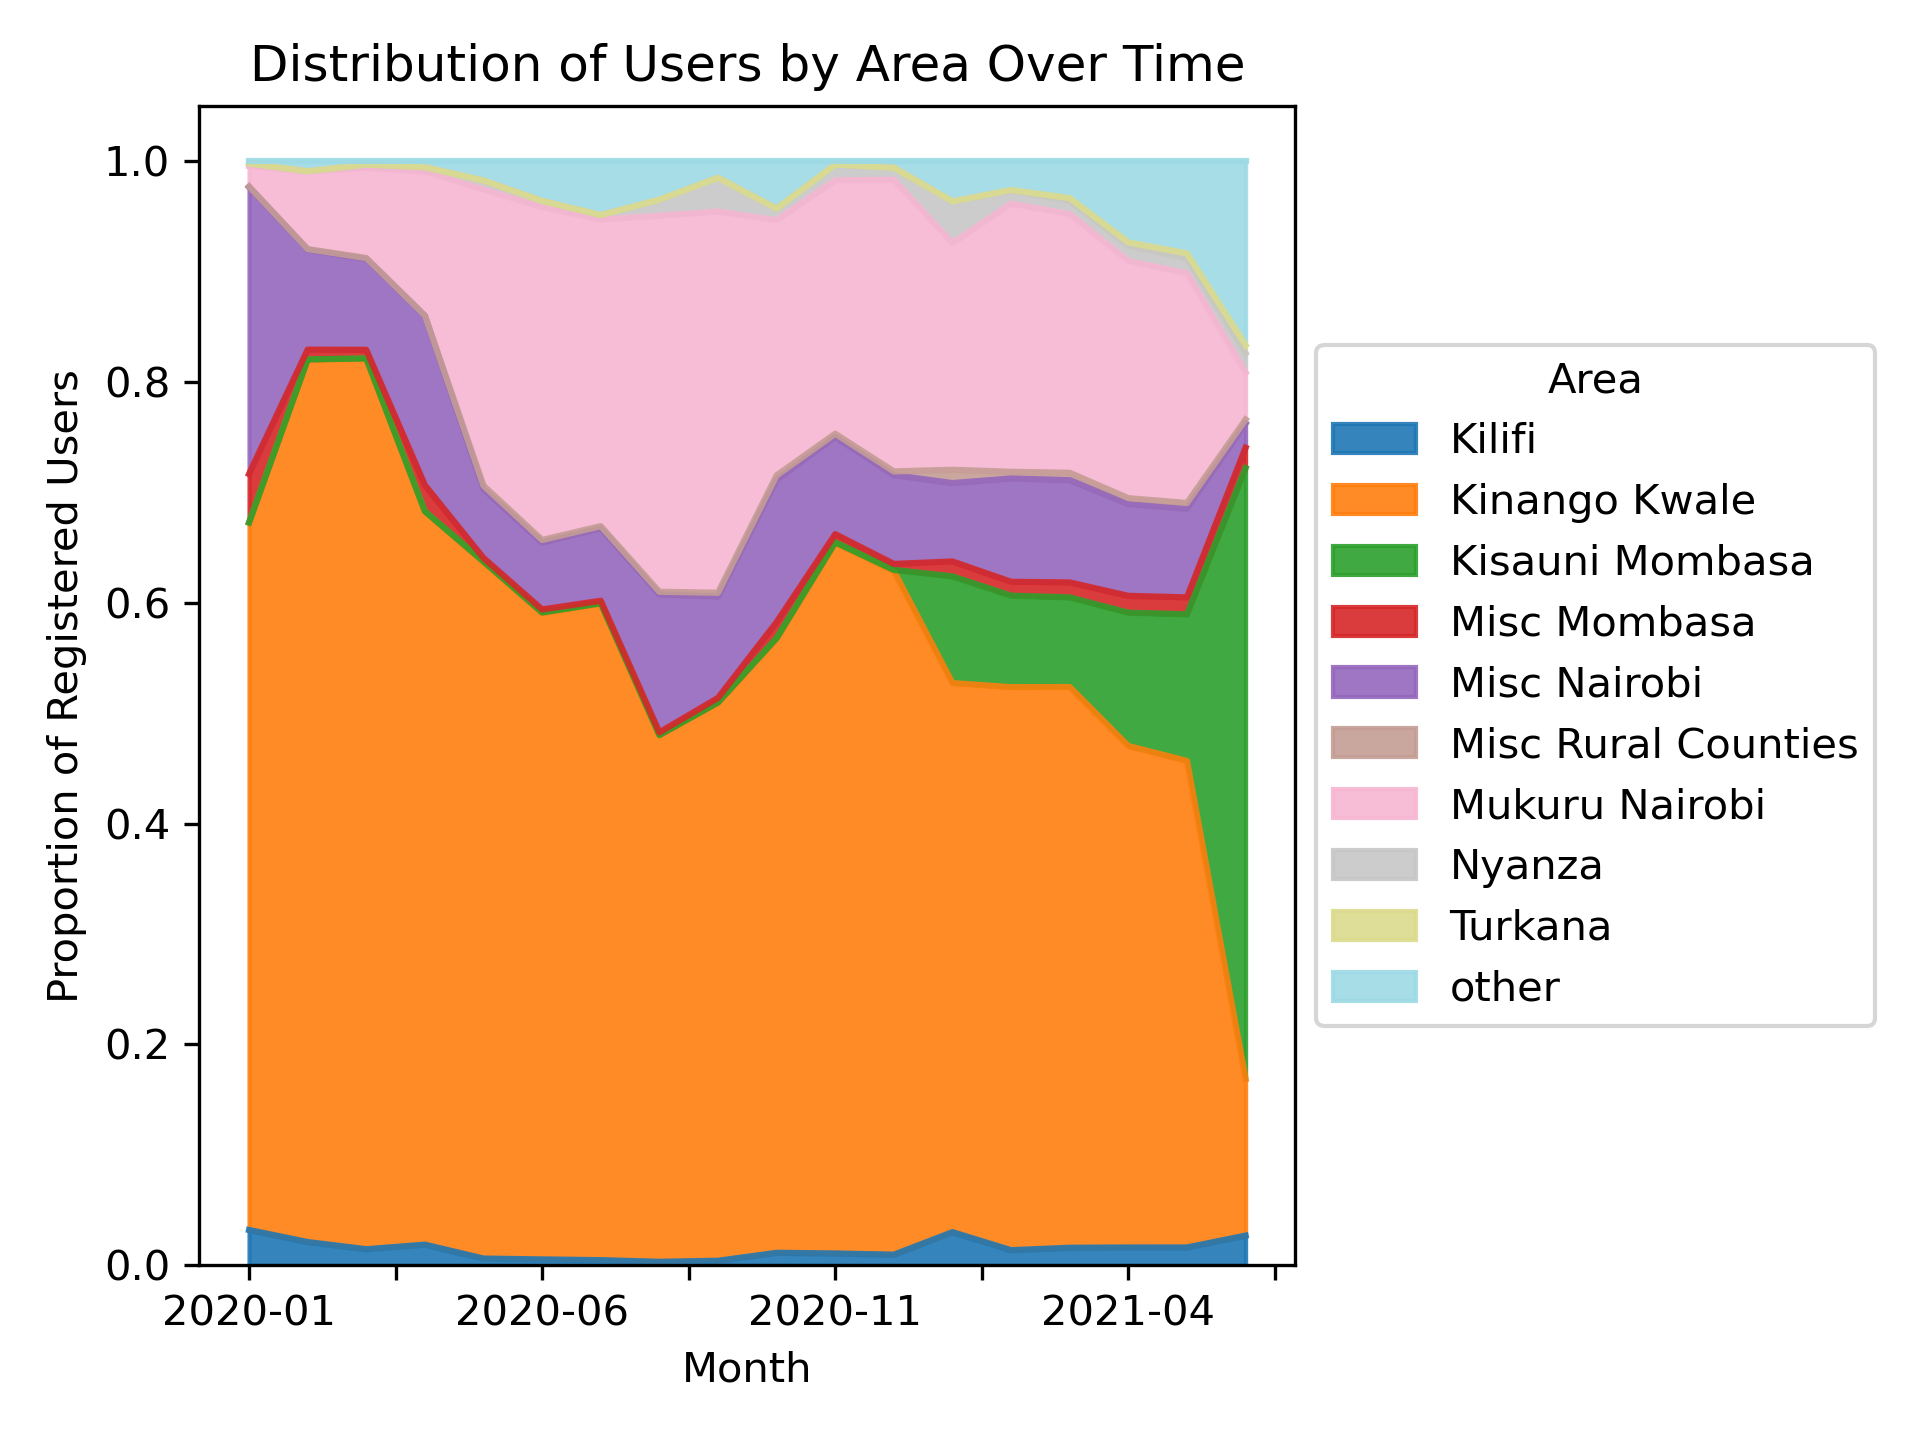 Distribution of Users by Area Over Time
Proportion of Registered Users
1.0
0.8
0.6
0.4
0.2
0.0
2020-01 2020-06 2020-11 2021-04
Month
Area
Kilifi
Kinango Kwale
Kisauni Mombasa
Misc Mombasa
Misc Nairobi
Misc Rural Counties
Mukuru Nairobi
Nyanza
Turkana
other